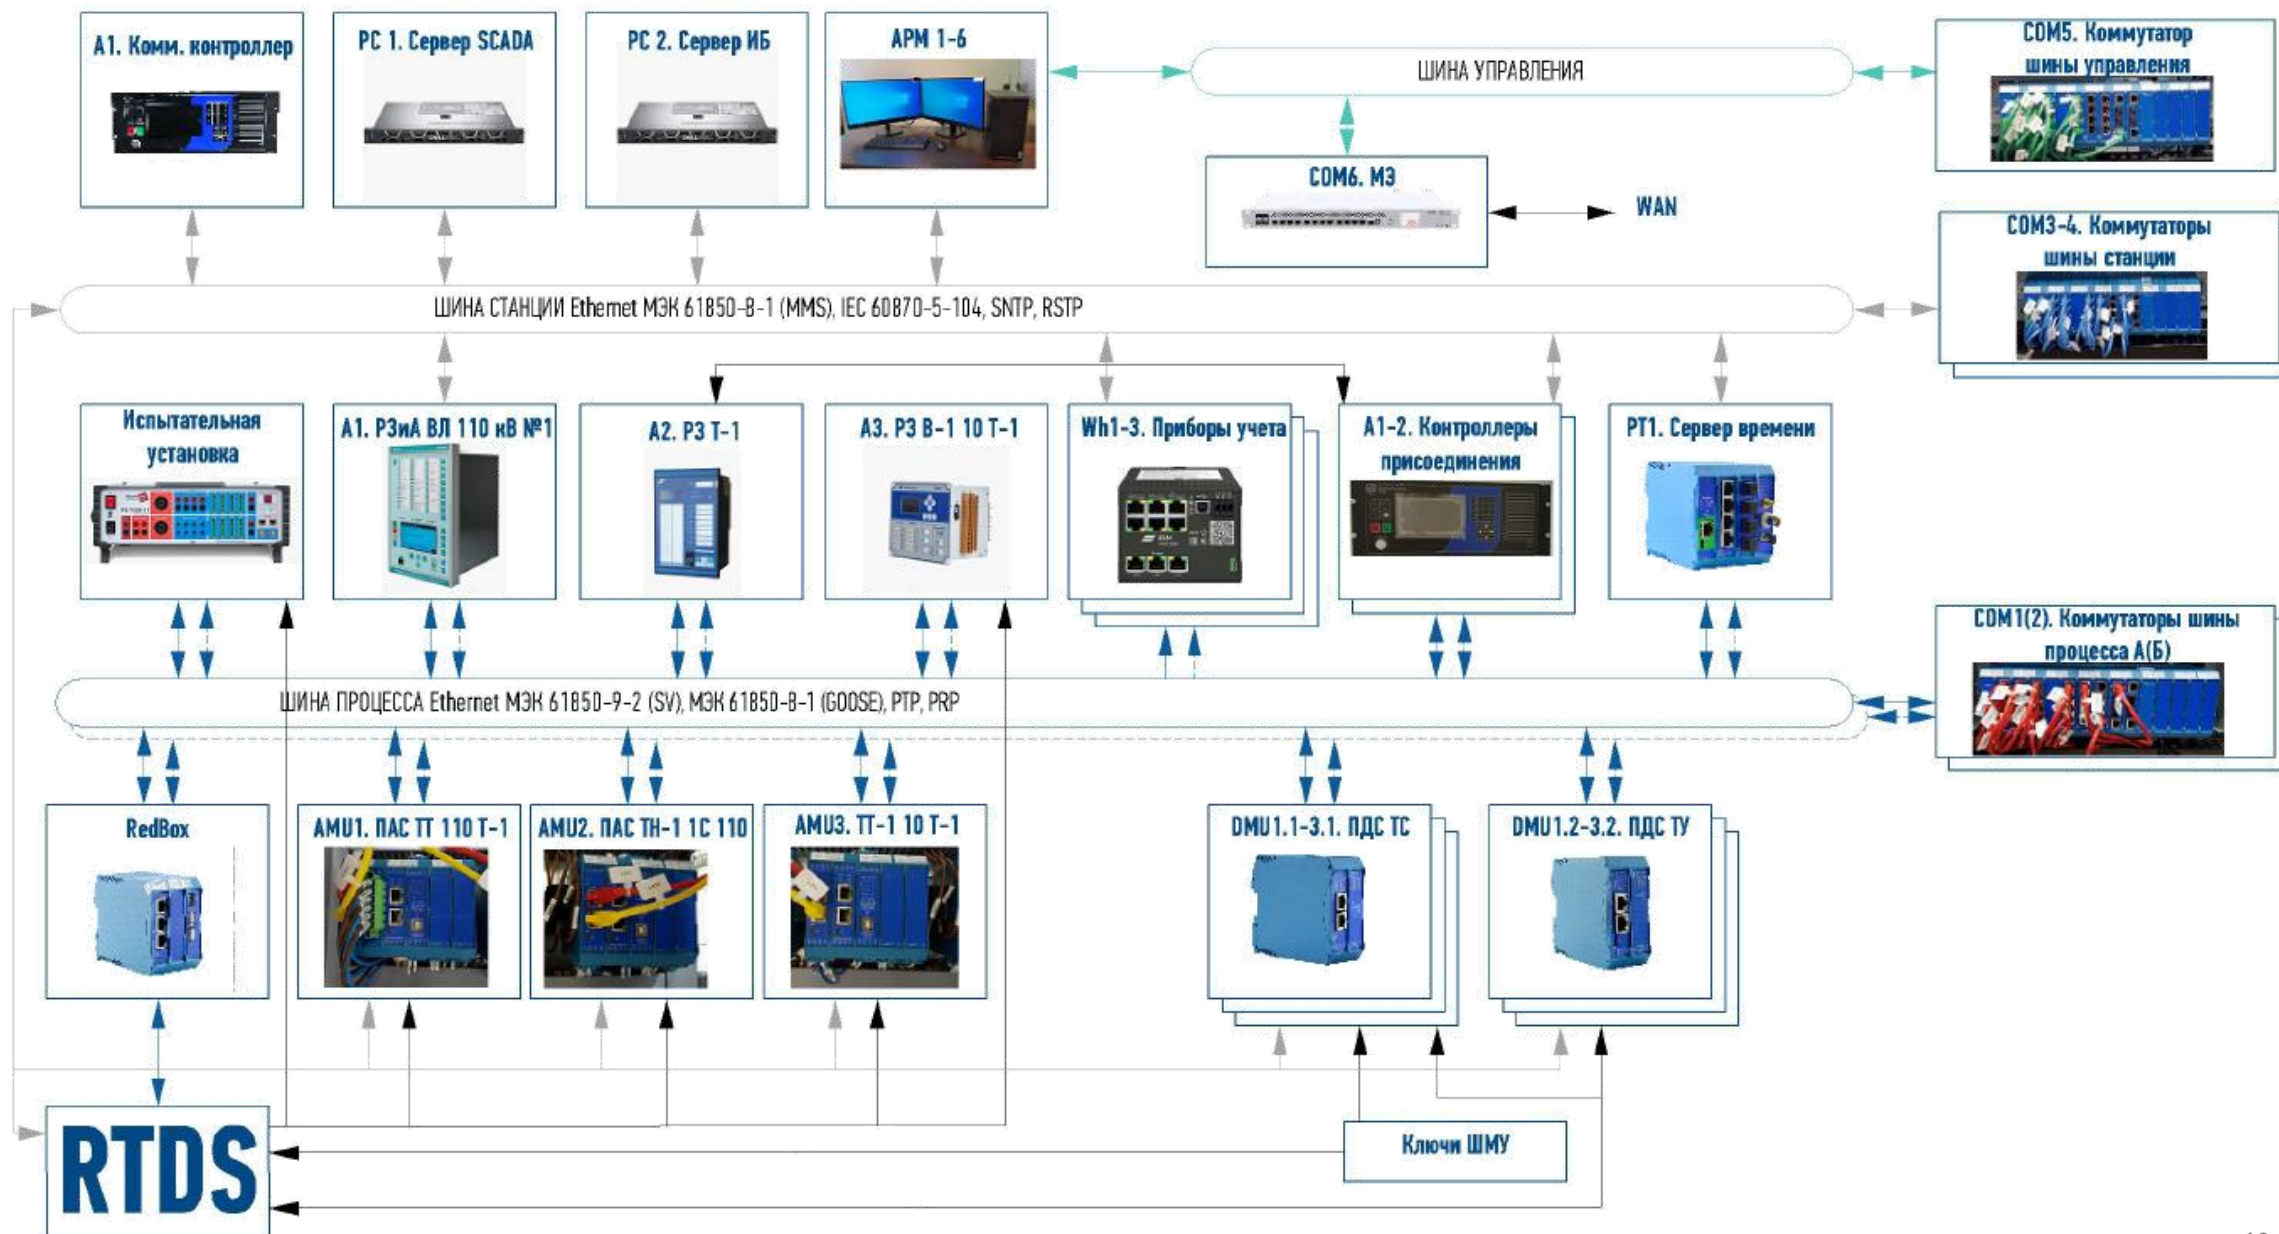 А1. Комм. контроллер
РС 1. Сервер SCADA
РС 2. Сервер ИБ
АРМ 1-6
ШИНА УПРАВЛЕНИЯ
COM5. Коммутатор
шины управления
COM6. МЭ
WAN
COM3-4. Коммутаторы
шины станции
ШИНА СТАНЦИИ Ethernet МЭК 61850-8-1 (MMS), IEC 60870-5-104, SNTP, RSTP
Испытательная
установка
А1. РЗиА ВЛ 110 кВ №1
А2. РЗ Т-1
А3. РЗ В-1 10 Т-1
Wh1-3. Приборы учета
А1-2. Контроллеры
присоединения
РТ1. Сервер времени
COM1(2). Коммутаторы шины
процесса А(Б)
ШИНА ПРОЦЕССА Ethernet МЭК 61850-9-2 (SV), МЭК 61850-8-1 (GOOSE), PTP, PRP
RedBox
AMU1. ПАС ТТ 110 Т-1
AMU2. ПАС ТН-1 1С 110
AMU3. ТТ-1 10 Т-1
DMU1.1-3.1. ПДС ТС
DMU1.2-3.2. ПДС ТУ
RTDS
Ключи ШМУ